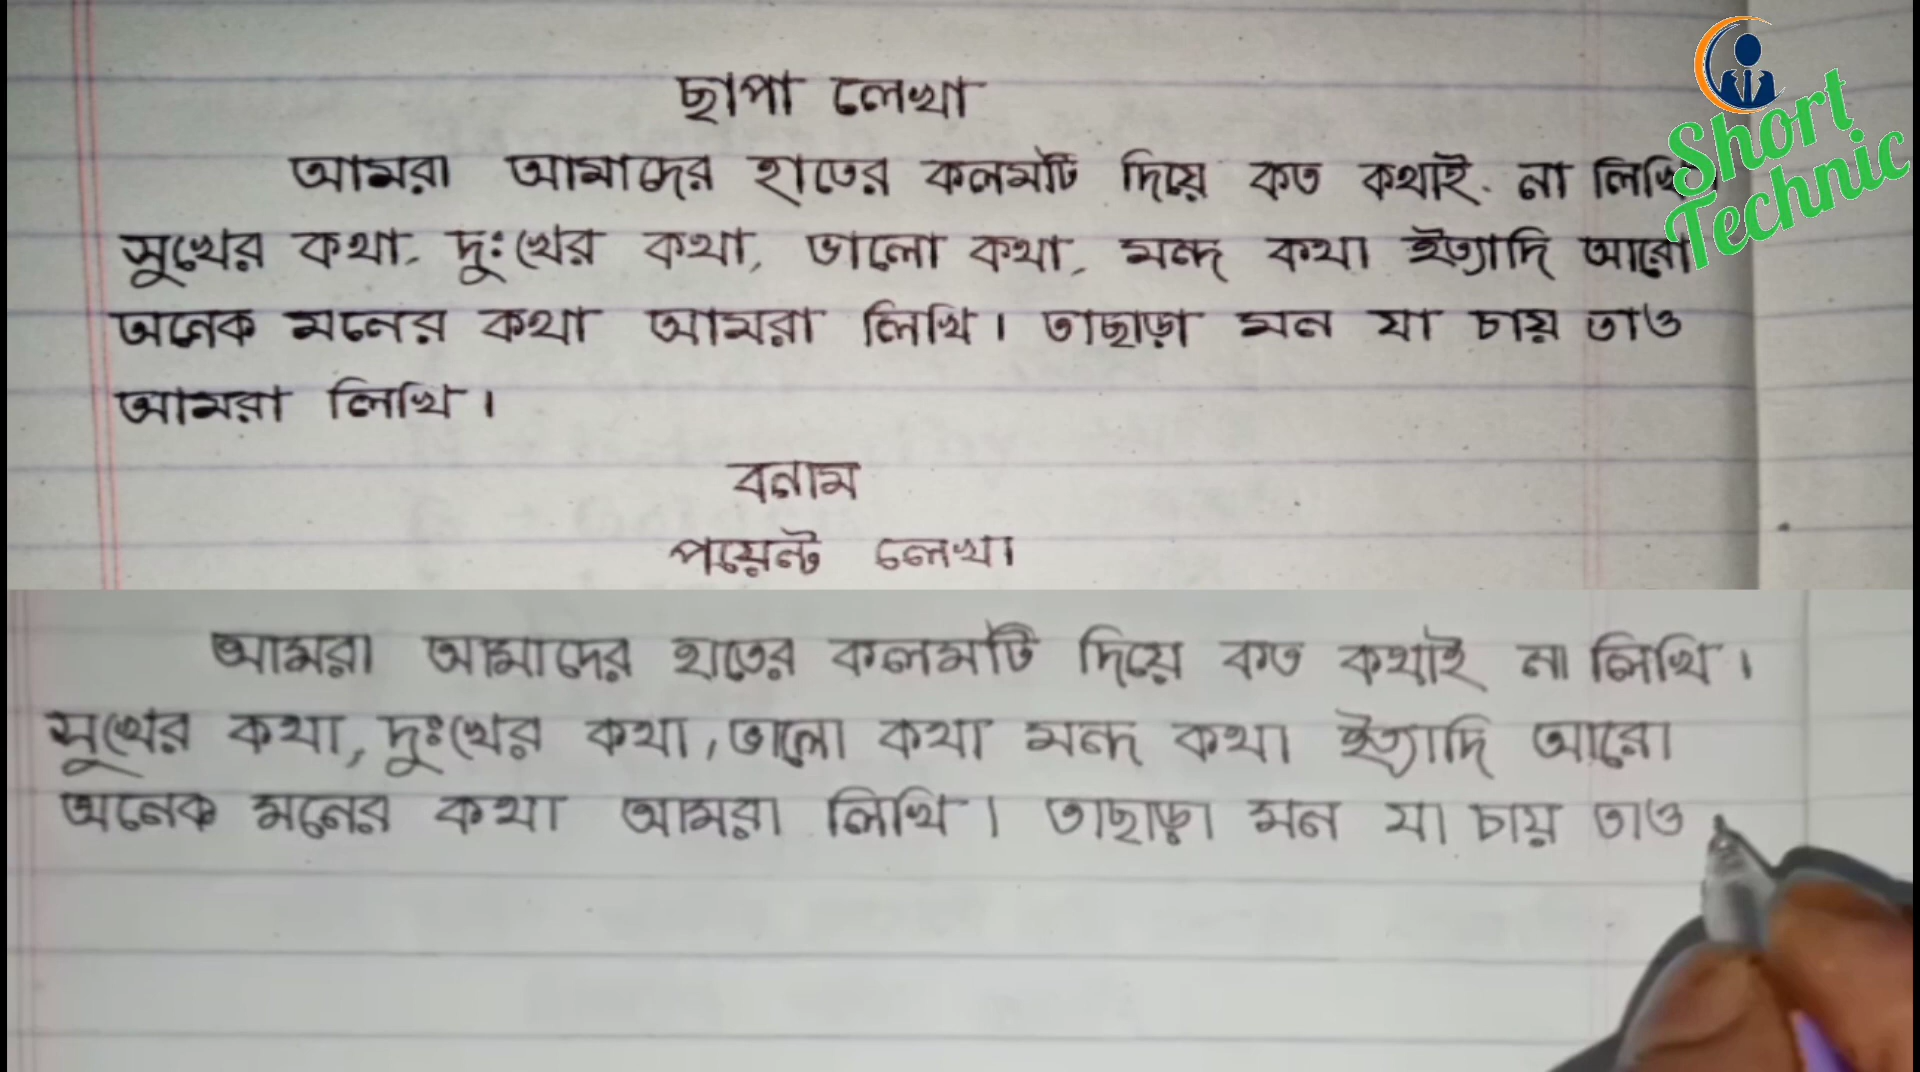 ছাপা লেখা
আমরা আমাদের হাতের কলমটি দিয়ে কত কথাই না লিখি।
সুখের কথা, দুঃখের কথা, ভালো কথা, মন্দ কথা ইত্যাদি আরো
অনেক মনের কথা আমরা লিখি। তাছাড়া মন যা চায় তাও
আমরা লিখি।
বনাম
পয়েন্ট লেখা
আমরা আমাদের হাতের কলমটি দিয়ে কত কথাই না লিখি।
সুখের কথা, দুঃখের কথা, ভালো কথা মন্দ কথা ইত্যাদি আরো
অনেক মনের কথা আমরা লিখি। তাছাড়া মন যা চায় তাও
Short
Technic